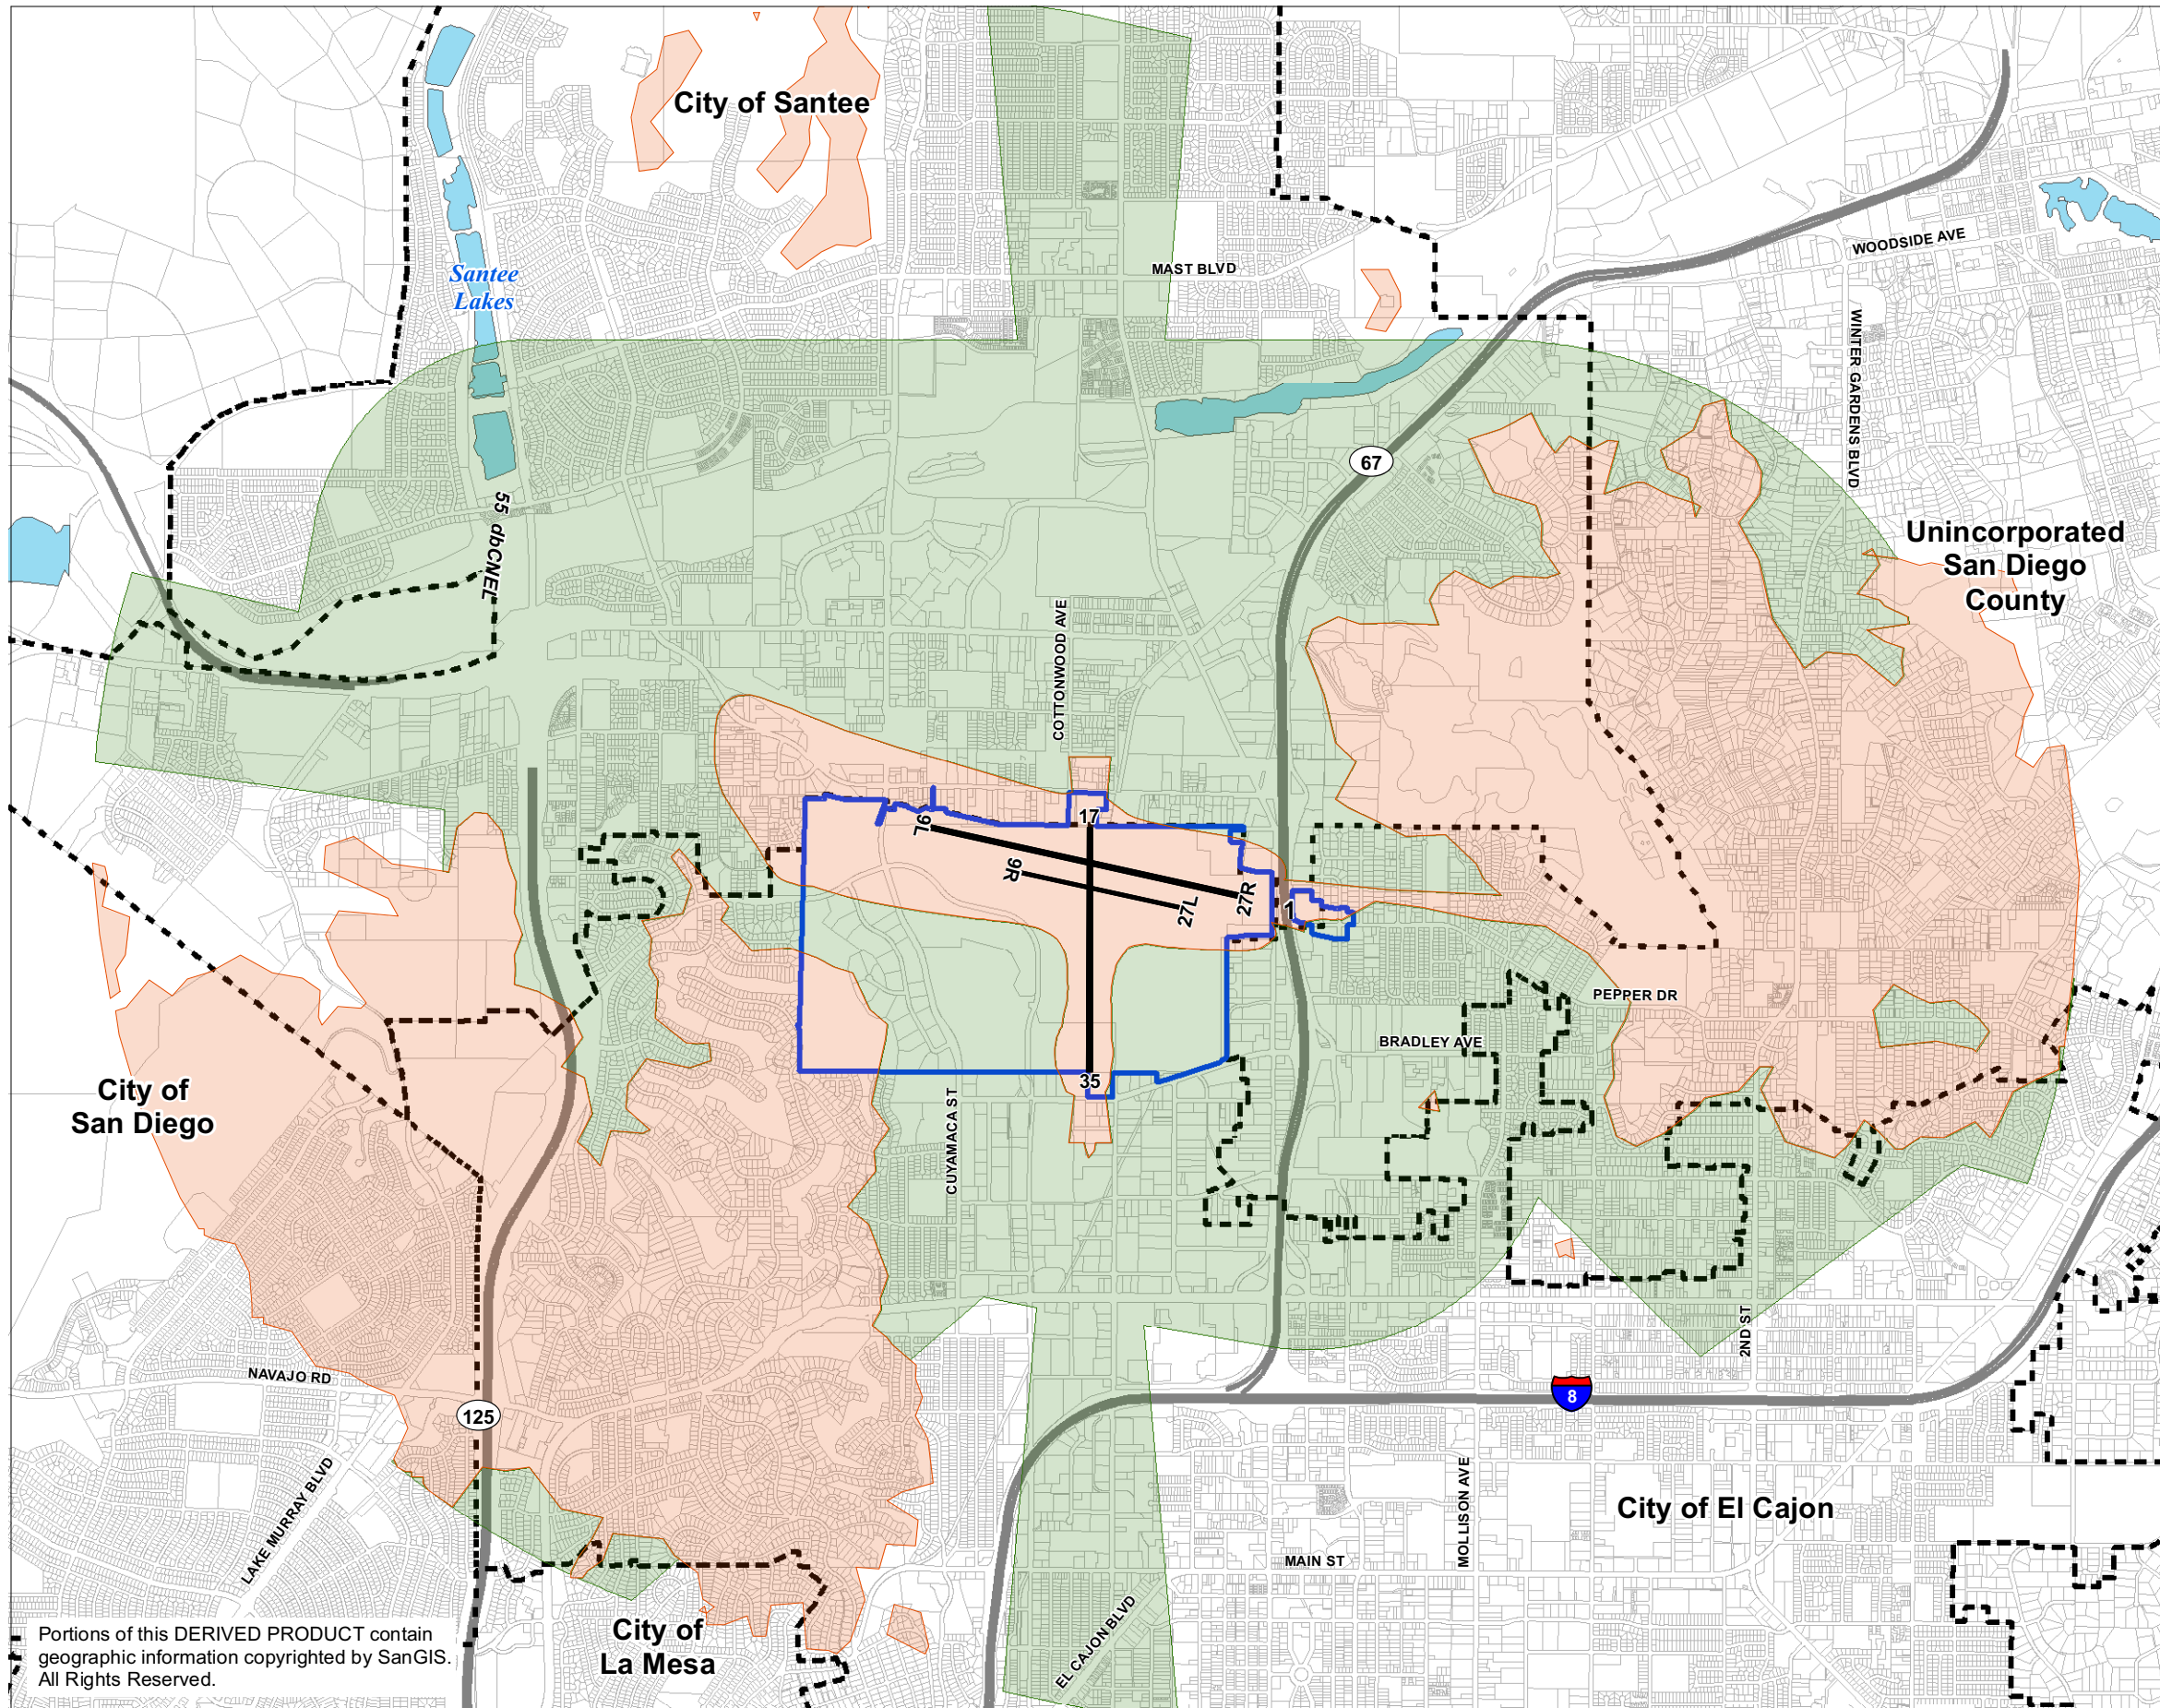 City of Santee
Santee
Lakes
MAST BLVD
WOODSIDE AVE
WINTER GARDENS BLVD
67
55 dbCNEL
Unincorporated
San Diego
County
COTTONWOOD AVE
9L
17
9R
27L
27R
1
35
PEPPER DR
BRADLEY AVE
CUYAMACA ST
City of
San Diego
2ND ST
NAVAJO RD
125
8
LAKE MURRAY BLVD
MOLLISON AVE
City of El Cajon
MAIN ST
EL CAJON BLVD
City of
La Mesa
Portions of this DERIVED PRODUCT contain
geographic information copyrighted by SanGIS.
All Rights Reserved.